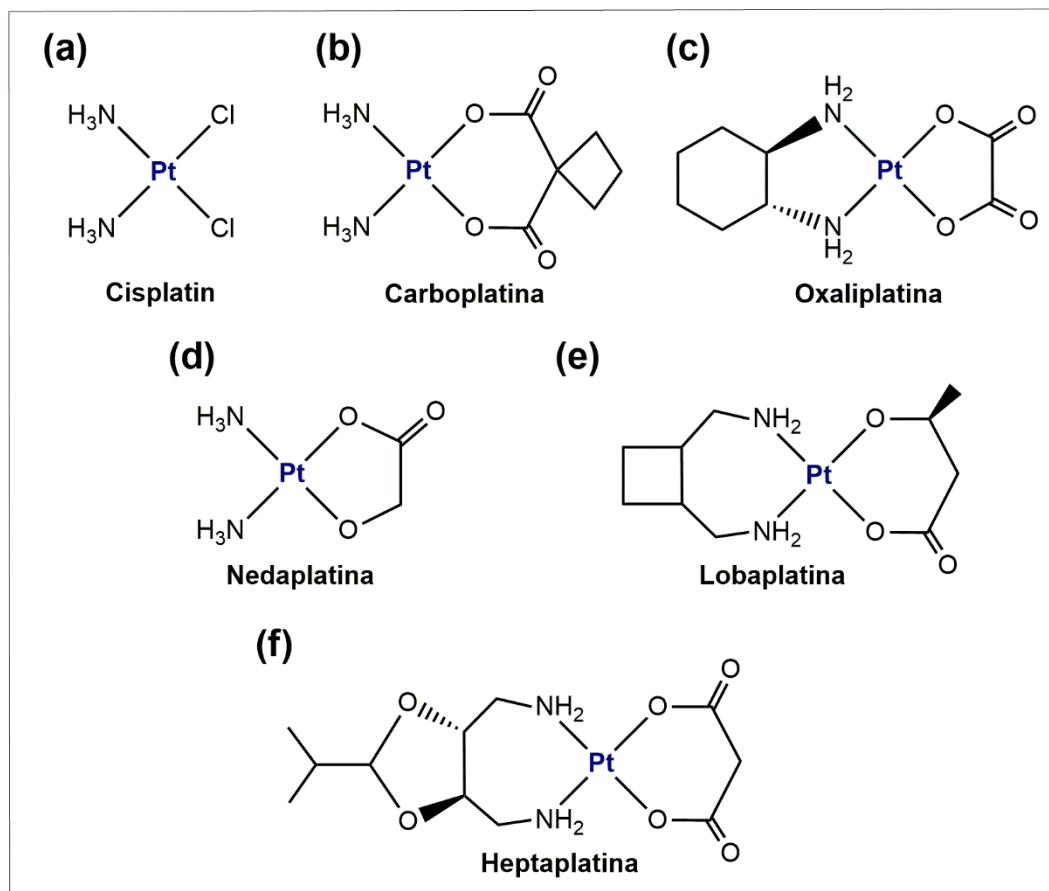 (a)
H₃N Cl
Pt
H₃N Cl
Cisplatin
(b)
O
H₃N O
Pt
H₃N O
O
Carboplatina
(c)
H₂
N O O
Pt
N O O
H₂
Oxaliplatina
(d)
H₃N O O
Pt
H₃N O
Nedaplatina
(e)
NH₂ O
Pt
NH₂ O
O
Lobaplatina
(f)
O
O NH₂ O
Pt
O NH₂ O
O
Heptaplatina